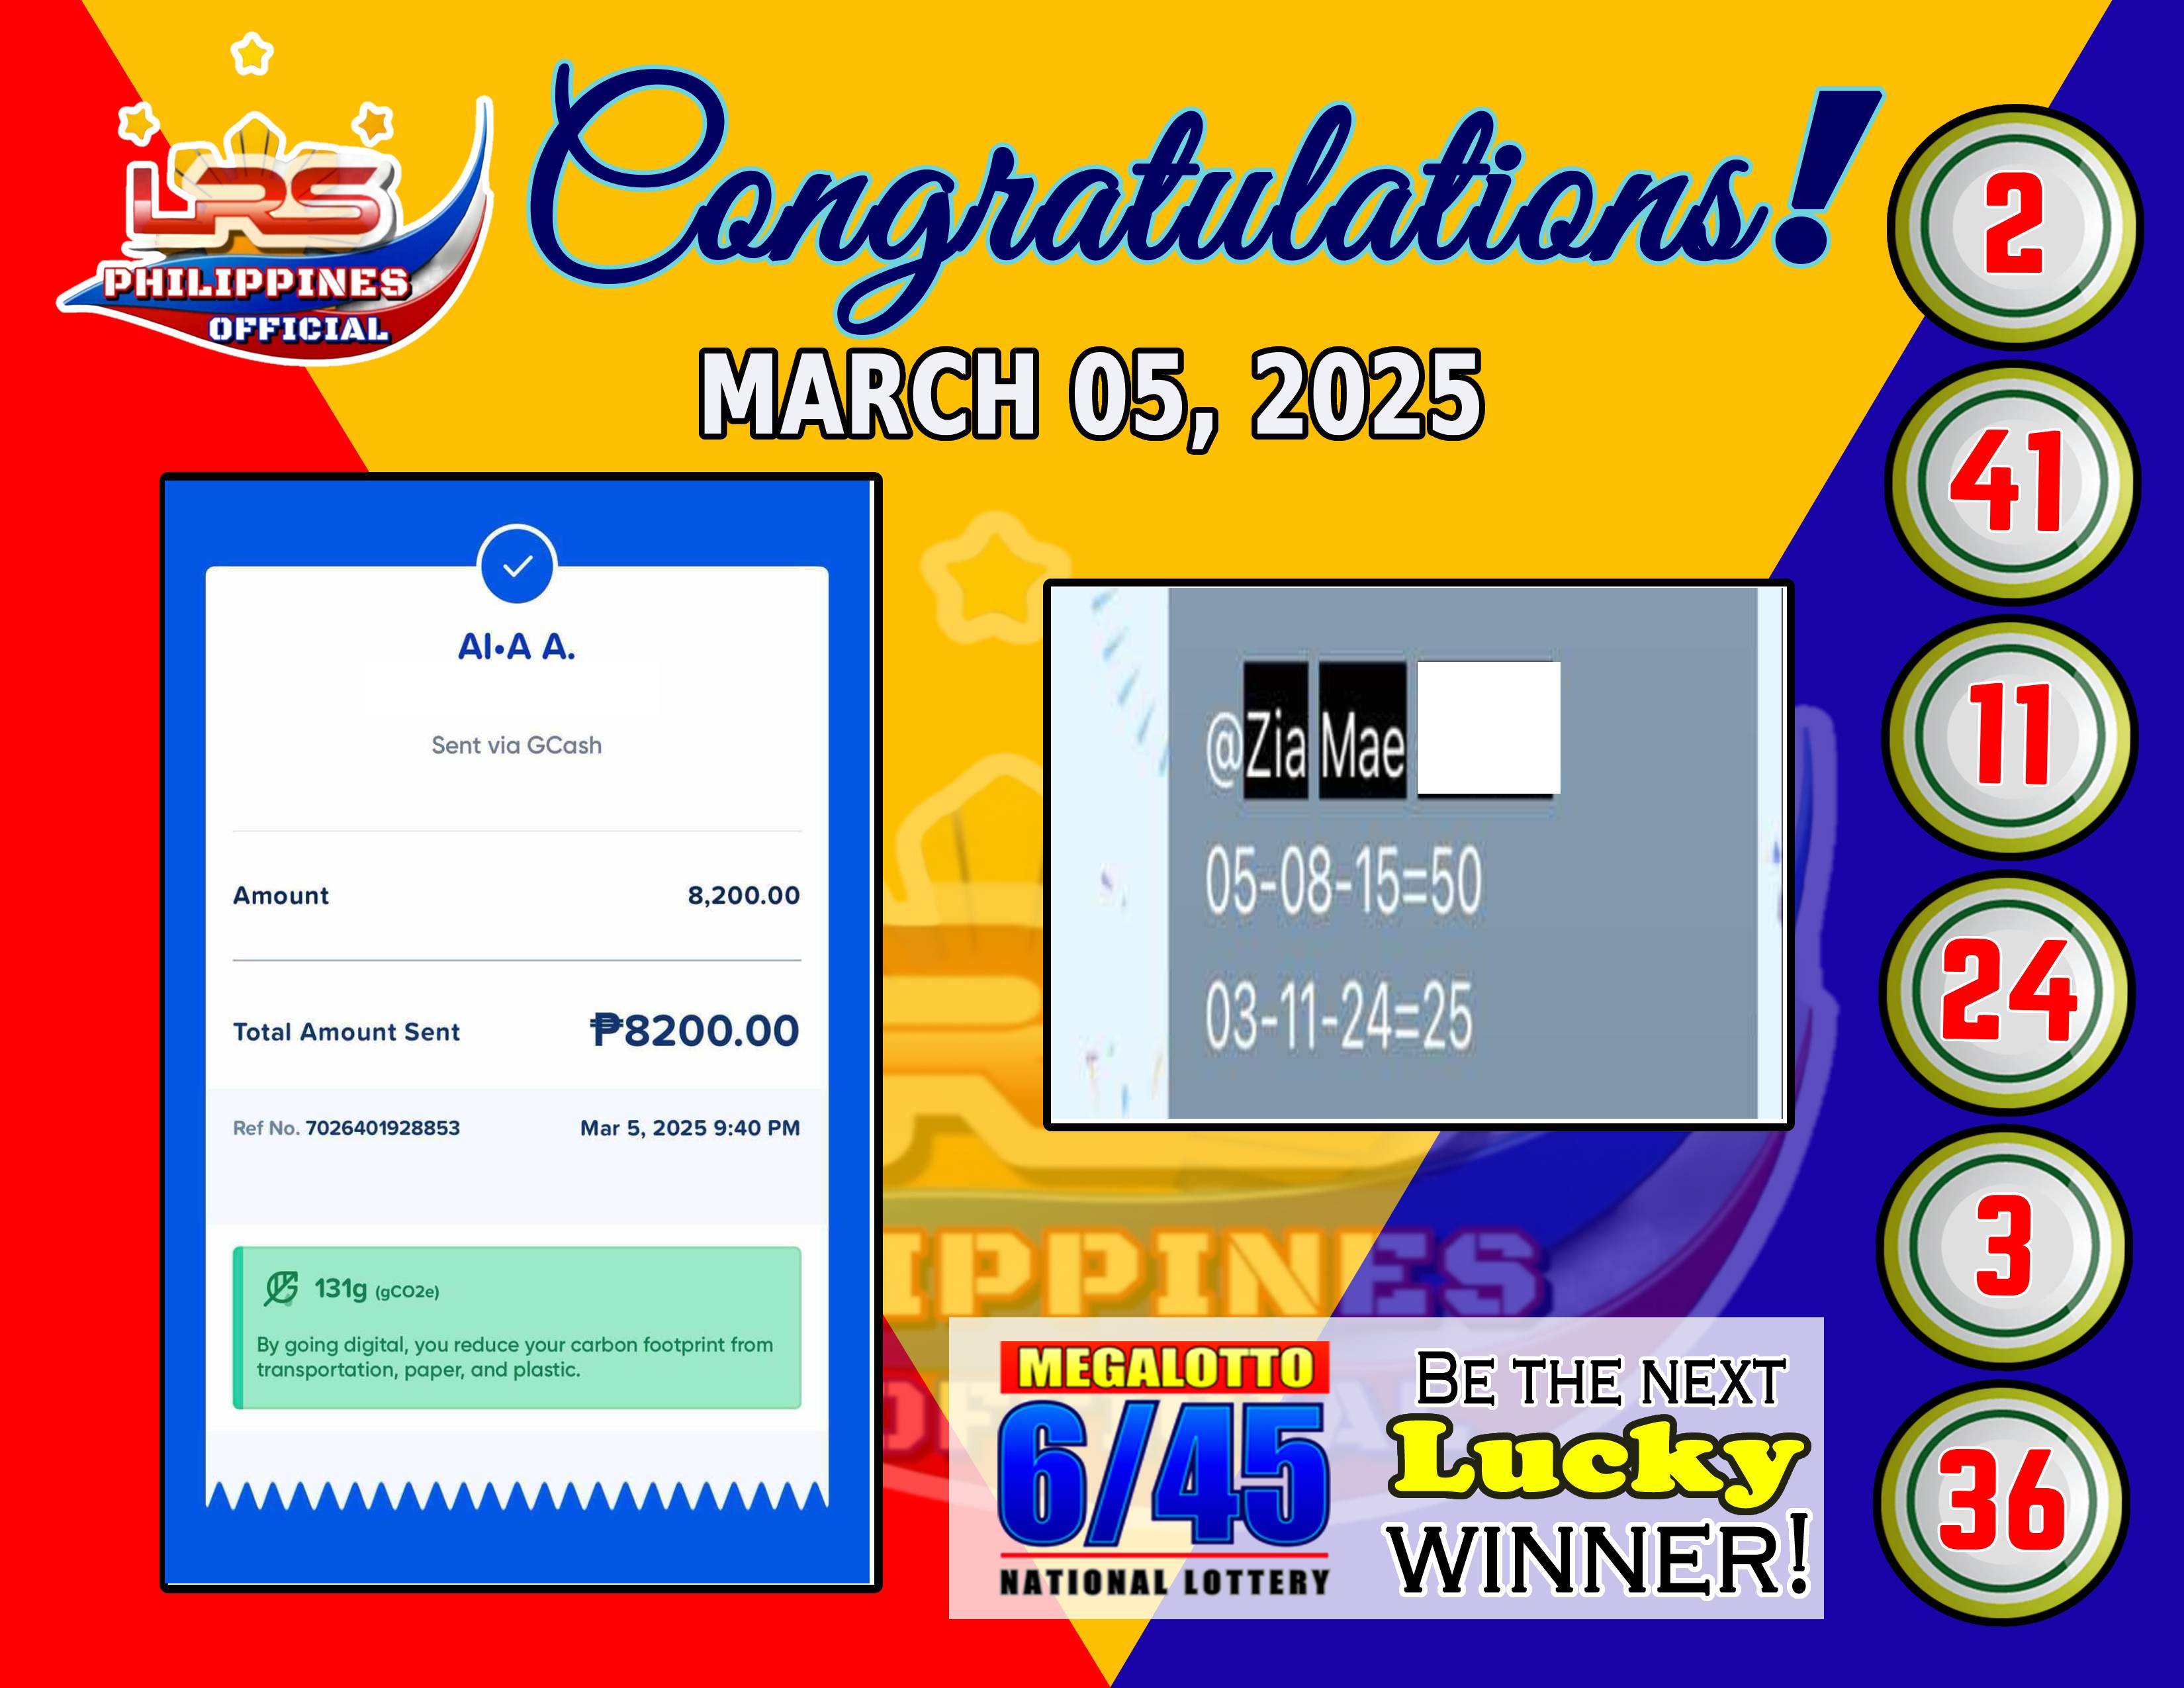 LRS
PHILIPPINES
OFFICIAL
Congratulations!
MARCH 05, 2025
Al•A A.
Sent via GCash
Amount 8,200.00
Total Amount Sent ₱8200.00
Ref No. 7026401928853 Mar 5, 2025 9:40 PM
131g (gCO2e)
By going digital, you reduce your carbon footprint from
transportation, paper, and plastic.
@Zia Mae
05-08-15=50
03-11-24=25
IPPINES
MEGALOTTO
6/45
NATIONAL LOTTERY
BE THE NEXT
Lucky
WINNER!
2
41
11
24
3
36